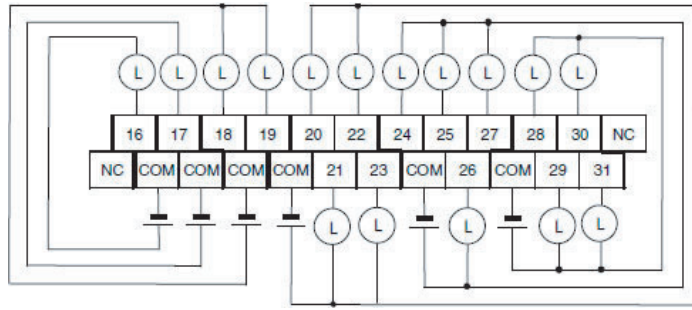 L L L L L L L L L L L
16 17 18 19 20 22 24 25 27 28 30 NC
NC COM COM COM COM 21 23 COM 26 COM 29 31
L L L L L